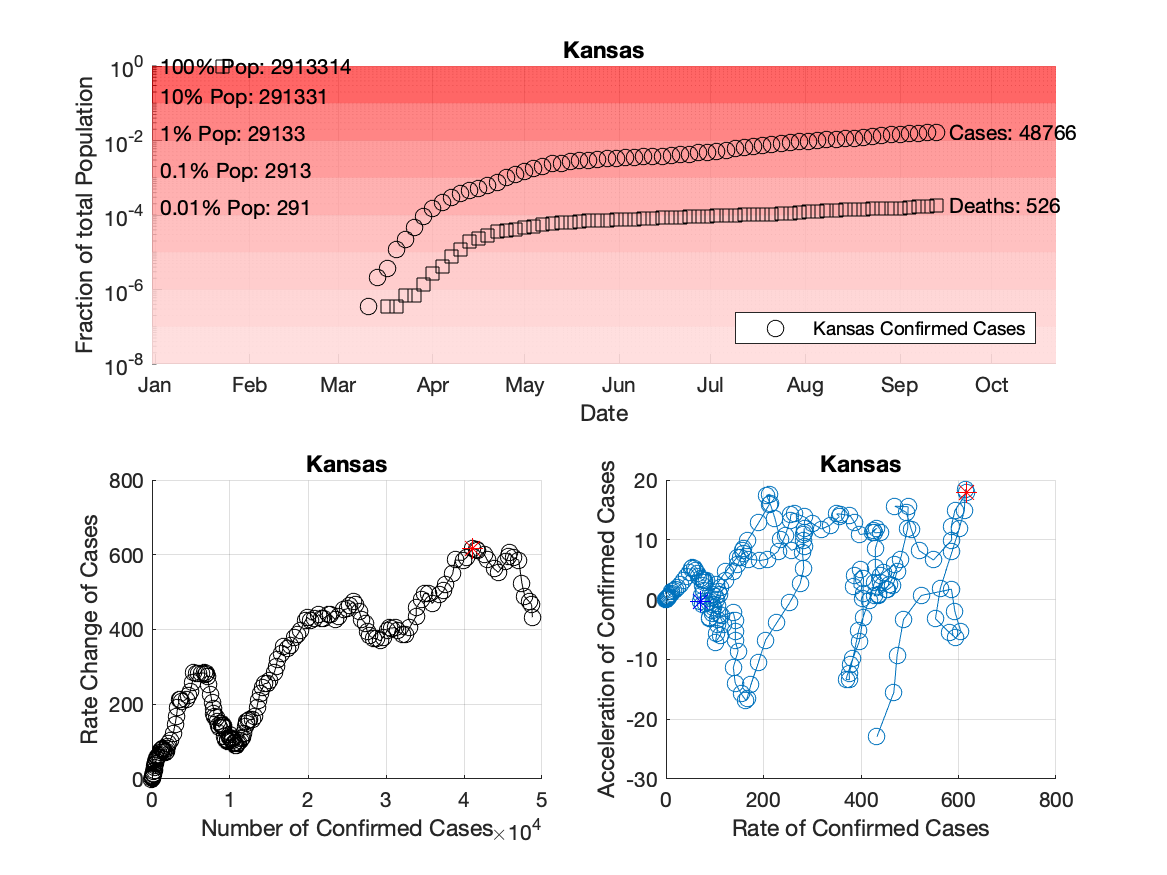 Kansas
10^0
10^-2
10^-4
10^-6
10^-8
Fraction of total Population
100% Pop: 2913314
10% Pop: 291331
1% Pop: 29133
0.1% Pop: 2913
0.01% Pop: 291
Cases: 48766
Deaths: 526
Kansas Confirmed Cases
Jan Feb Mar Apr May Jun Jul Aug Sep Oct
Date
Kansas
800
600
400
200
0
Rate Change of Cases
0 1 2 3 4 5
Number of Confirmed Cases ×10^4
Kansas
20
10
0
-10
-20
-30
Acceleration of Confirmed Cases
0 200 400 600 800
Rate of Confirmed Cases